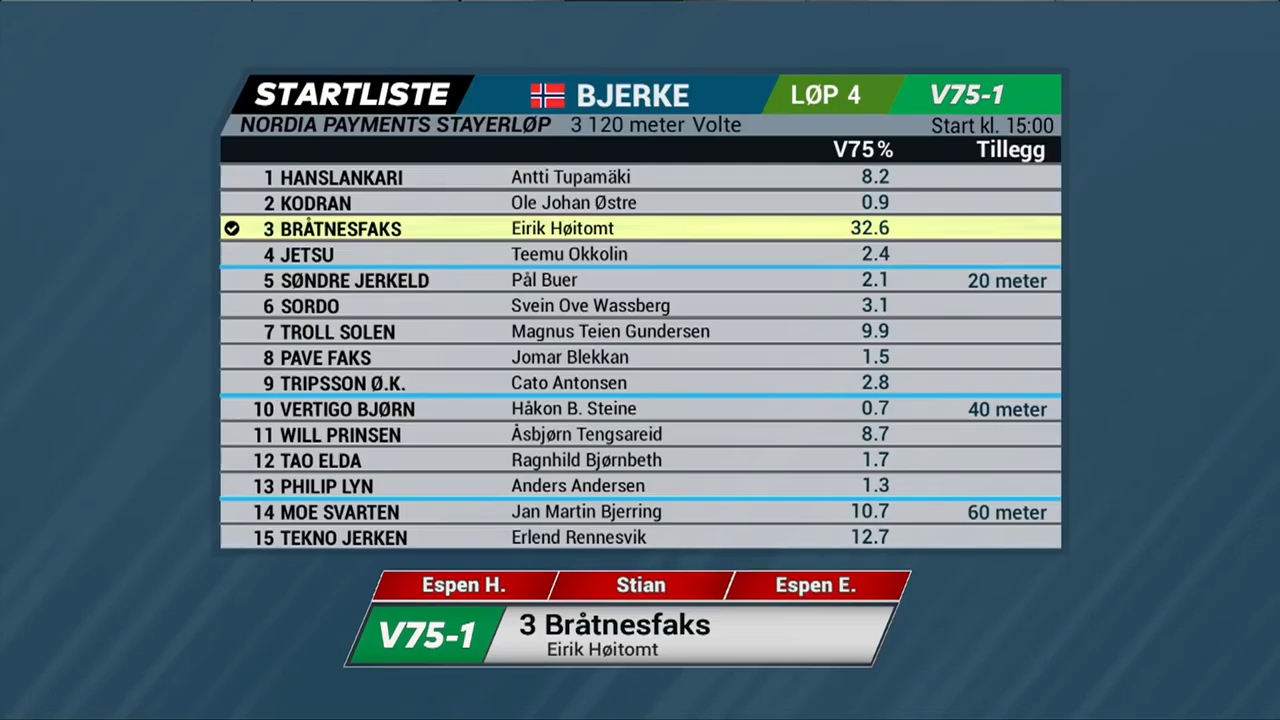 STARTLISTE BJERKE LØP 4 V75-1
NORDIA PAYMENTS STAYERLØP 3 120 meter Volte Start kl. 15:00
V75% Tillegg
1 HANSLANKARI Antti Tupamäki 8.2
2 KODRAN Ole Johan Østre 0.9
3 BRÅTNESFAKS Eirik Høitomt 32.6
4 JETSU Teemu Okkolin 2.4
5 SØNDRE JERKELD Pål Buer 2.1 20 meter
6 SORDO Svein Ove Wassberg 3.1
7 TROLL SOLEN Magnus Teien Gundersen 9.9
8 PAVE FAKS Jomar Blekkan 1.5
9 TRIPSSON Ø.K. Cato Antonsen 2.8
10 VERTIGO BJØRN Håkon B. Steine 0.7 40 meter
11 WILL PRINSEN Åsbjørn Tengsareid 8.7
12 TAO ELDA Ragnhild Bjørnbeth 1.7
13 PHILIP LYN Anders Andersen 1.3
14 MOE SVARTEN Jan Martin Bjerring 10.7 60 meter
15 TEKNO JERKEN Erlend Rennesvik 12.7
Espen H. Stian Espen E.
V75-1 3 Bråtnesfaks
Eirik Høitomt